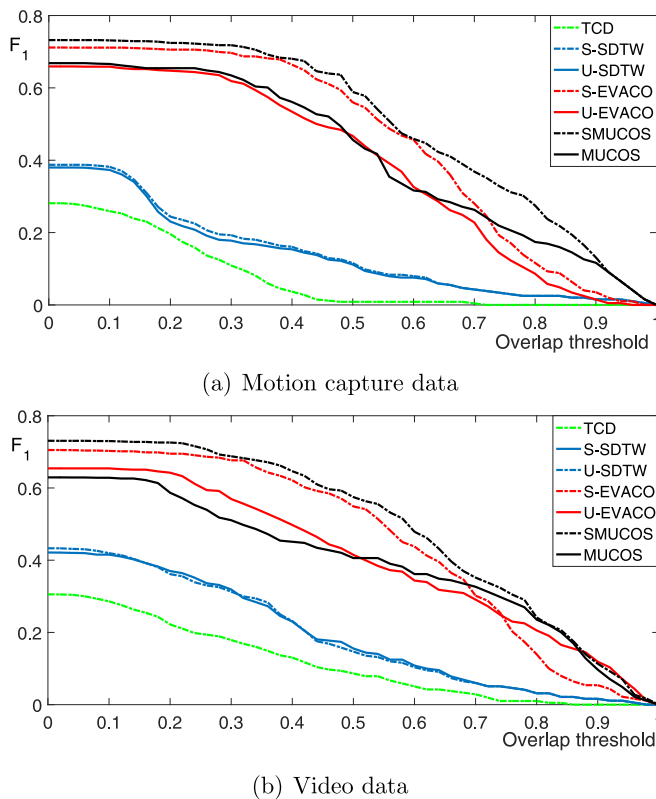 0.8
F1
0.6
0.4
0.2
0
0 0.1 0.2 0.3 0.4 0.5 0.6 0.7 0.8 0.9
Overlap threshold
TCD
S-SDTW
U-SDTW
S-EVACO
U-EVACO
SMUCOS
MUCOS
(a) Motion capture data
0.8
F1
0.6
0.4
0.2
0
0 0.1 0.2 0.3 0.4 0.5 0.6 0.7 0.8 0.9
Overlap threshold
TCD
S-SDTW
U-SDTW
S-EVACO
U-EVACO
SMUCOS
MUCOS
(b) Video data